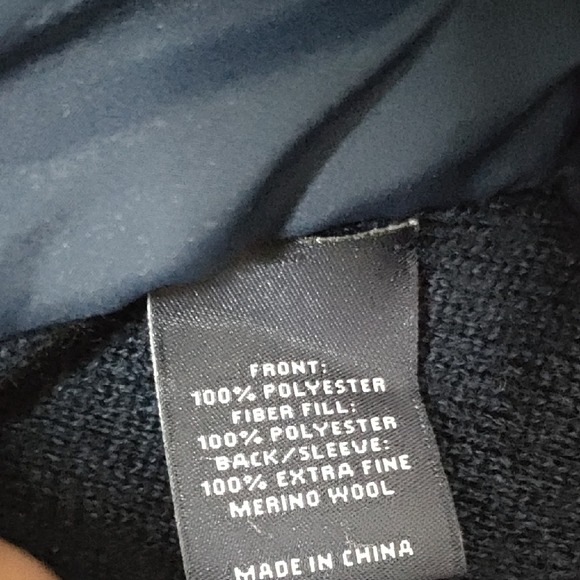 FRONT:
100% POLYESTER
FIBER FILL:
100% POLYESTER
BACK/SLEEVE:
100% EXTRA FINE
MERINO WOOL
MADE IN CHINA